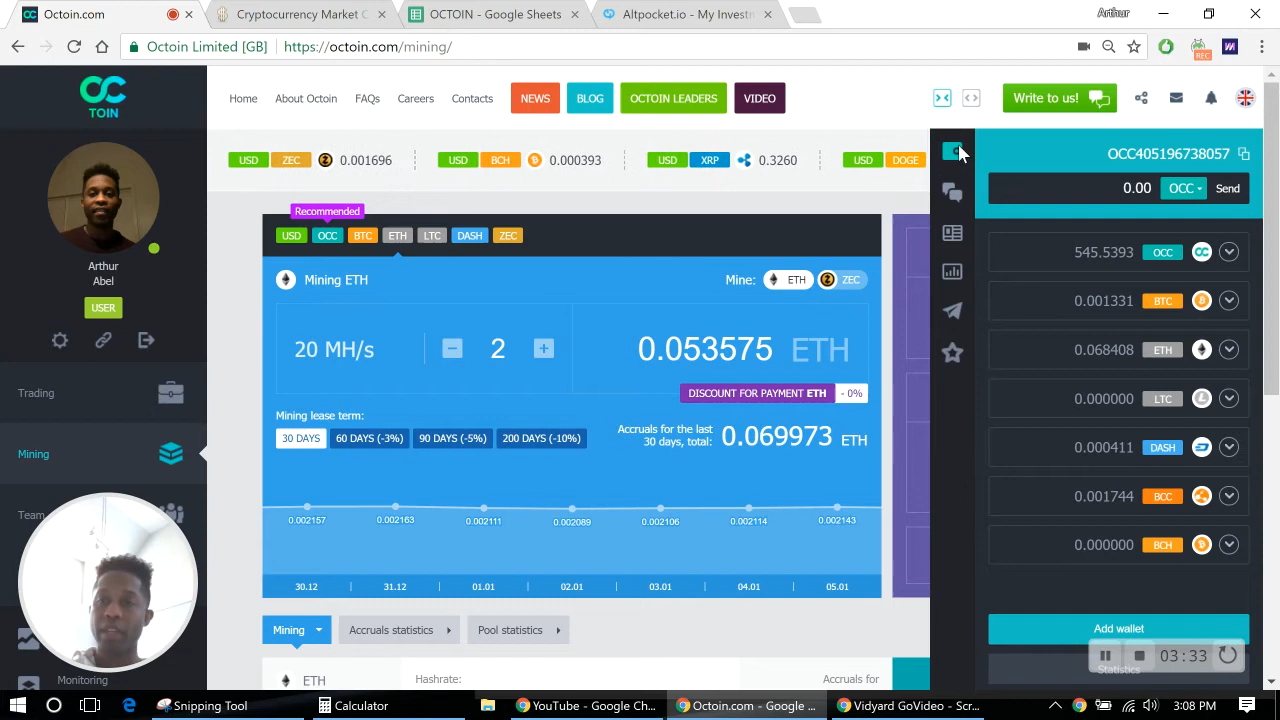 Octoin.com
Cryptocurrency Market C
OCTOIN - Google Sheets
Altpocket.io - My Investm
Arthur
Octoin Limited [GB]
https://octoin.com/mining/
REC
OC
TOIN
Home
About Octoin
FAQs
Careers
Contacts
NEWS
BLOG
OCTOIN LEADERS
VIDEO
Write to us!
USD ZEC 0.001696
USD BCH 0.000393
USD XRP 0.3260
USD DOGE
Arthur
Abel
USER
Trading
Mining
Team
Monitoring
Recommended
USD OCC BTC ETH LTC DASH ZEC
Mining ETH
Mine: ETH ZEC
20 MH/s
− 2 +
0.053575 ETH
DISCOUNT FOR PAYMENT ETH - 0%
Mining lease term:
30 DAYS
60 DAYS (-3%)
90 DAYS (-5%)
200 DAYS (-10%)
Accruals for the last
30 days, total:
0.069973 ETH
0.002157
0.002163
0.002111
0.002089
0.002106
0.002114
0.002143
30.12
31.12
01.01
02.01
03.01
04.01
05.01
Mining
Accruals statistics
Pool statistics
ETH
Hashrate:
Accruals for
OCC405196738057
0.00 OCC Send
545.5393 OCC
0.001331 BTC
0.068408 ETH
0.000000 LTC
0.000411 DASH
0.001744 BCC
0.000000 BCH
Add wallet
03:33
Statistics
Snipping Tool
Calculator
YouTube - Google Ch...
Octoin.com - Google ...
Vidyard GoVideo - Scr...
3:08 PM